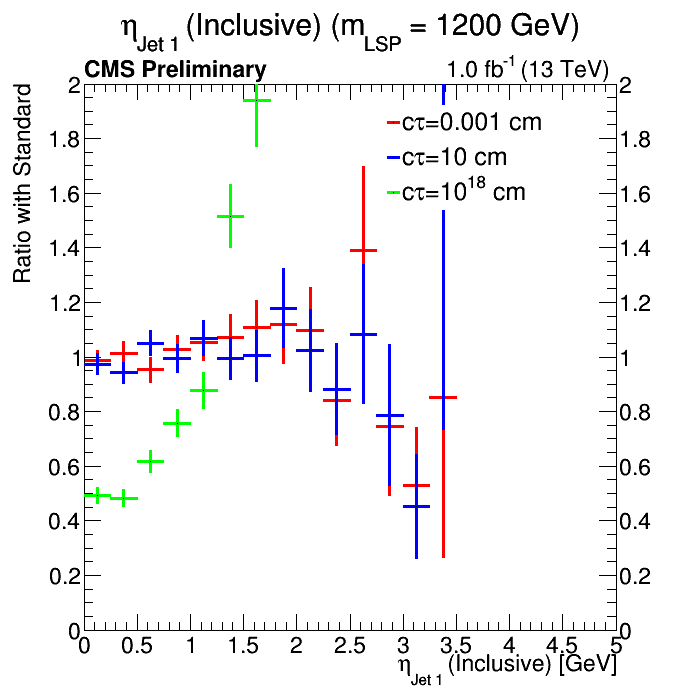 η_Jet 1 (Inclusive) (m_LSP = 1200 GeV)
CMS Preliminary 1.0 fb^-1 (13 TeV)
Ratio with Standard
cτ=0.001 cm
cτ=10 cm
cτ=10^18 cm
2 2
1.8 1.8
1.6 1.6
1.4 1.4
1.2 1.2
1 1
0.8 0.8
0.6 0.6
0.4 0.4
0.2 0.2
0 0
0 0.5 1 1.5 2 2.5 3 3.5 4 4.5 5
η_Jet 1 (Inclusive) [GeV]